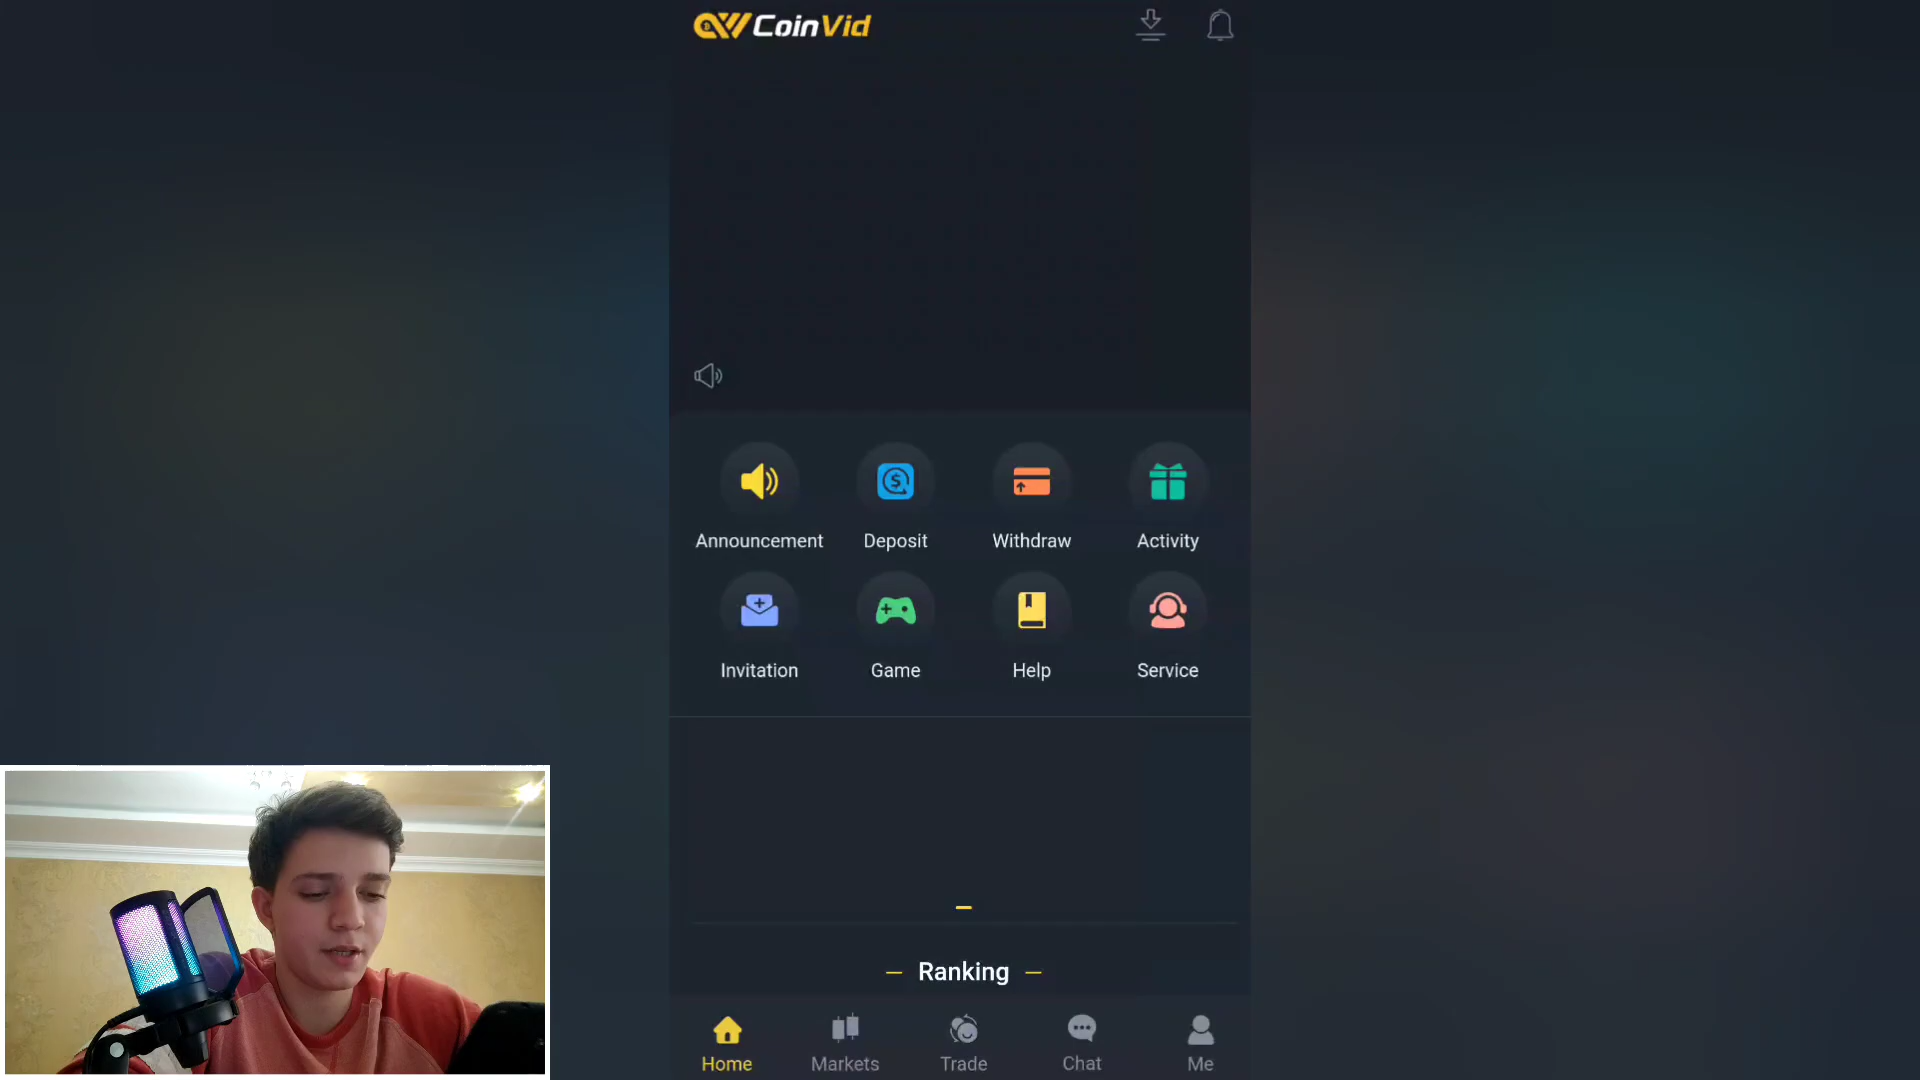 CoinVid
Announcement
Deposit
Withdraw
Activity
Invitation
Game
Help
Service
Ranking
Home
Markets
Trade
Chat
Me